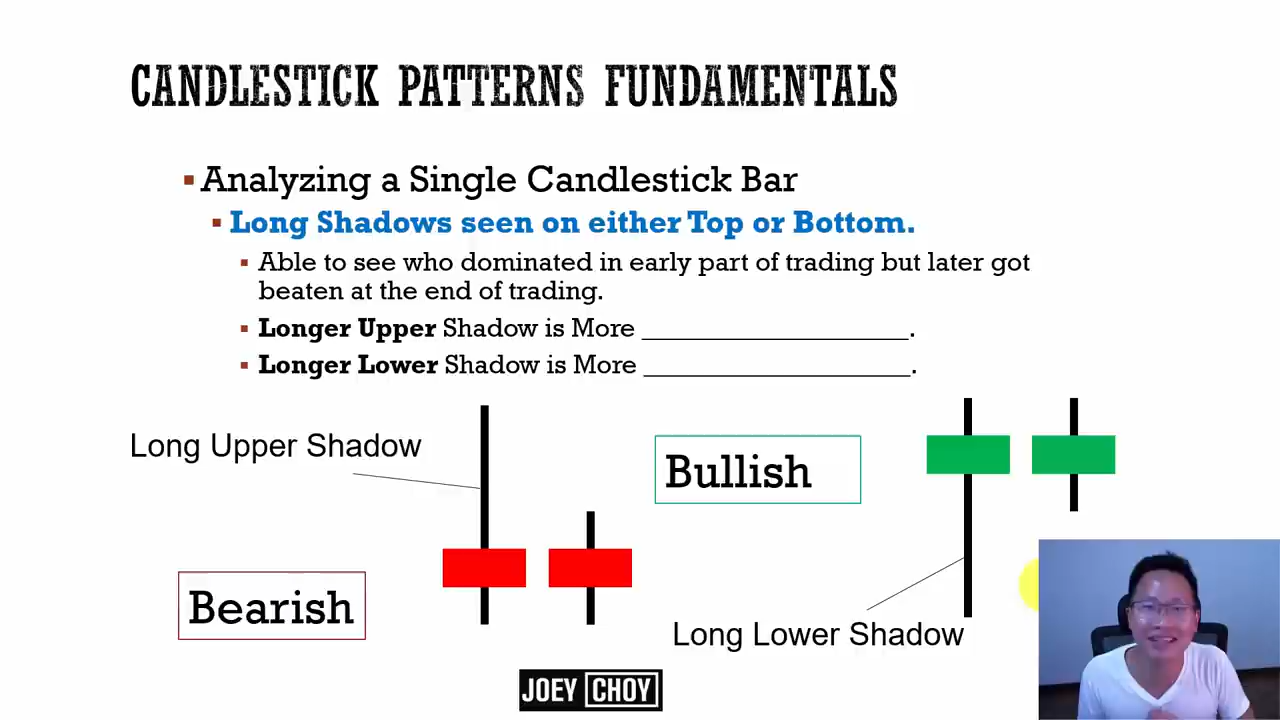 CANDLESTICK PATTERNS FUNDAMENTALS
Analyzing a Single Candlestick Bar
Long Shadows seen on either Top or Bottom.
Able to see who dominated in early part of trading but later got
beaten at the end of trading.
Longer Upper Shadow is More ____________________.
Longer Lower Shadow is More ____________________.
Long Upper Shadow
Bullish
Bearish
Long Lower Shadow
JOEY CHOY